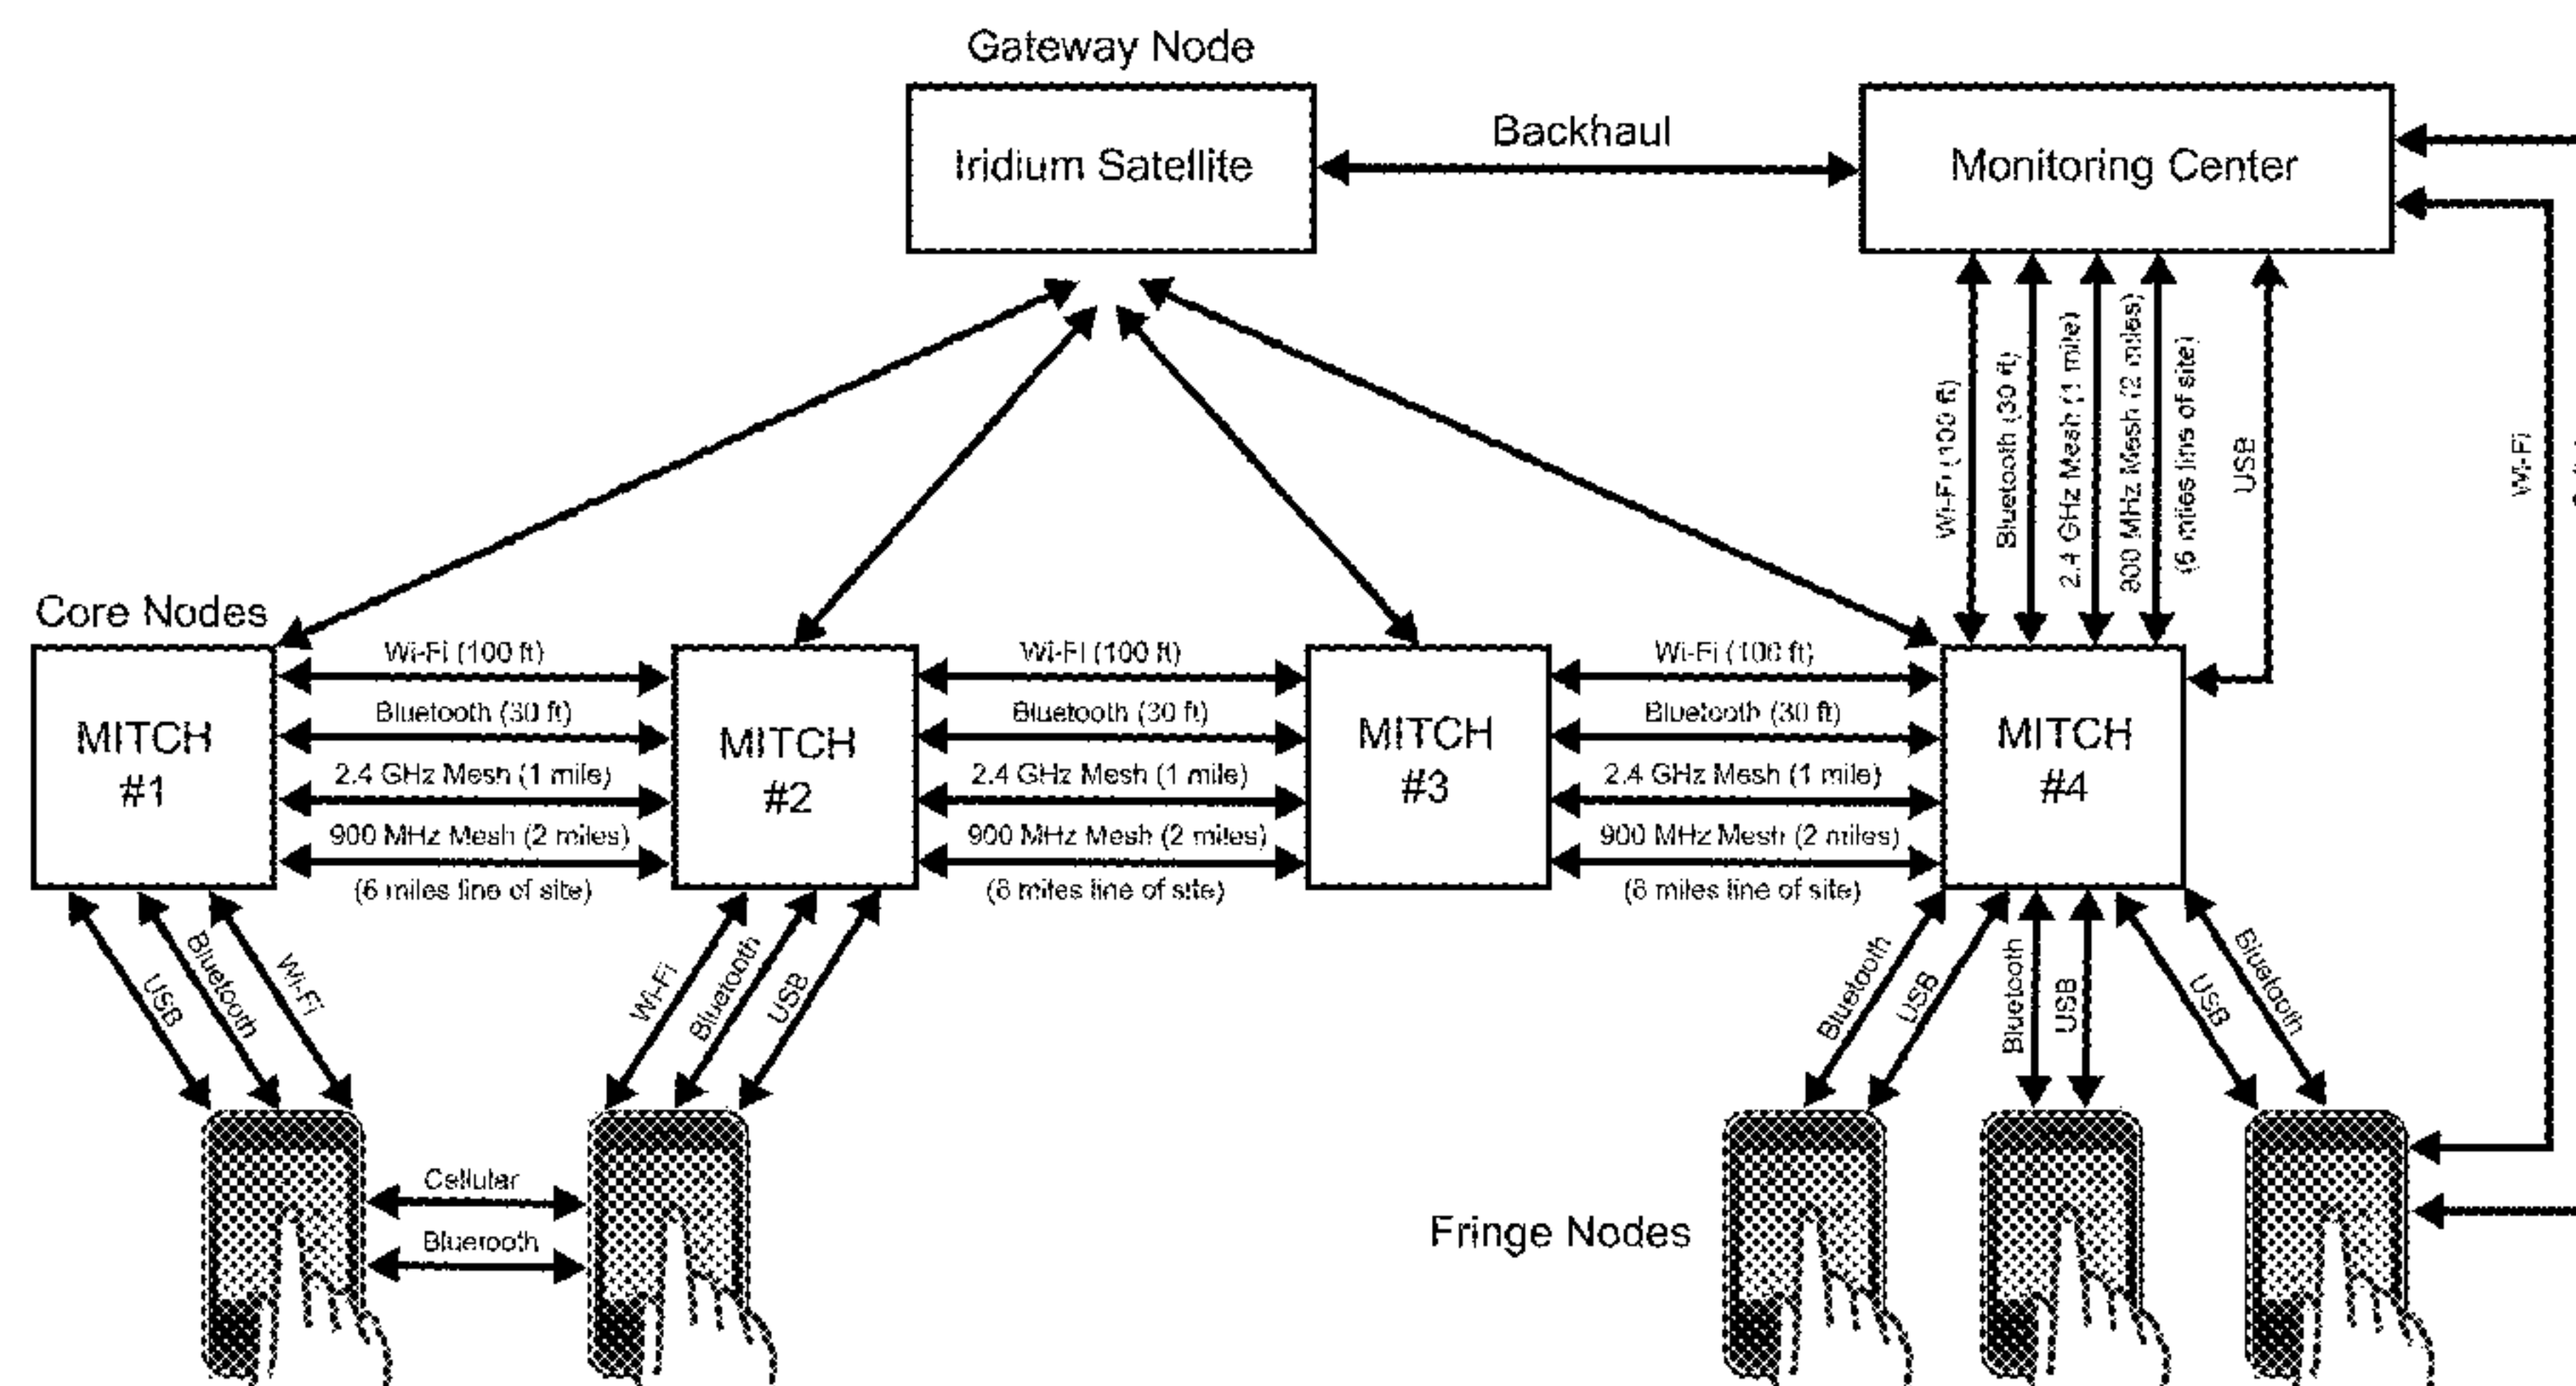 Gateway Node
Iridium Satellite
Backhaul
Monitoring Center
Wi-Fi (100 ft)
Bluetooth (30 ft)
2.4 GHz Mesh (1 mile)
900 MHz Mesh (2 miles)
(6 miles line of site)
USB
Wi-Fi
Core Nodes
MITCH
#1
Wi-Fi (100 ft)
Bluetooth (30 ft)
2.4 GHz Mesh (1 mile)
900 MHz Mesh (2 miles)
(6 miles line of site)
MITCH
#2
Wi-Fi (100 ft)
Bluetooth (30 ft)
2.4 GHz Mesh (1 mile)
900 MHz Mesh (2 miles)
(6 miles line of site)
MITCH
#3
Wi-Fi (100 ft)
Bluetooth (30 ft)
2.4 GHz Mesh (1 mile)
900 MHz Mesh (2 miles)
(6 miles line of site)
MITCH
#4
USB
Bluetooth
Wi-Fi
Wi-Fi
Bluetooth
USB
Bluetooth
USB
Bluetooth
USB
USB
Bluetooth
Cellular
Bluetooth
Fringe Nodes